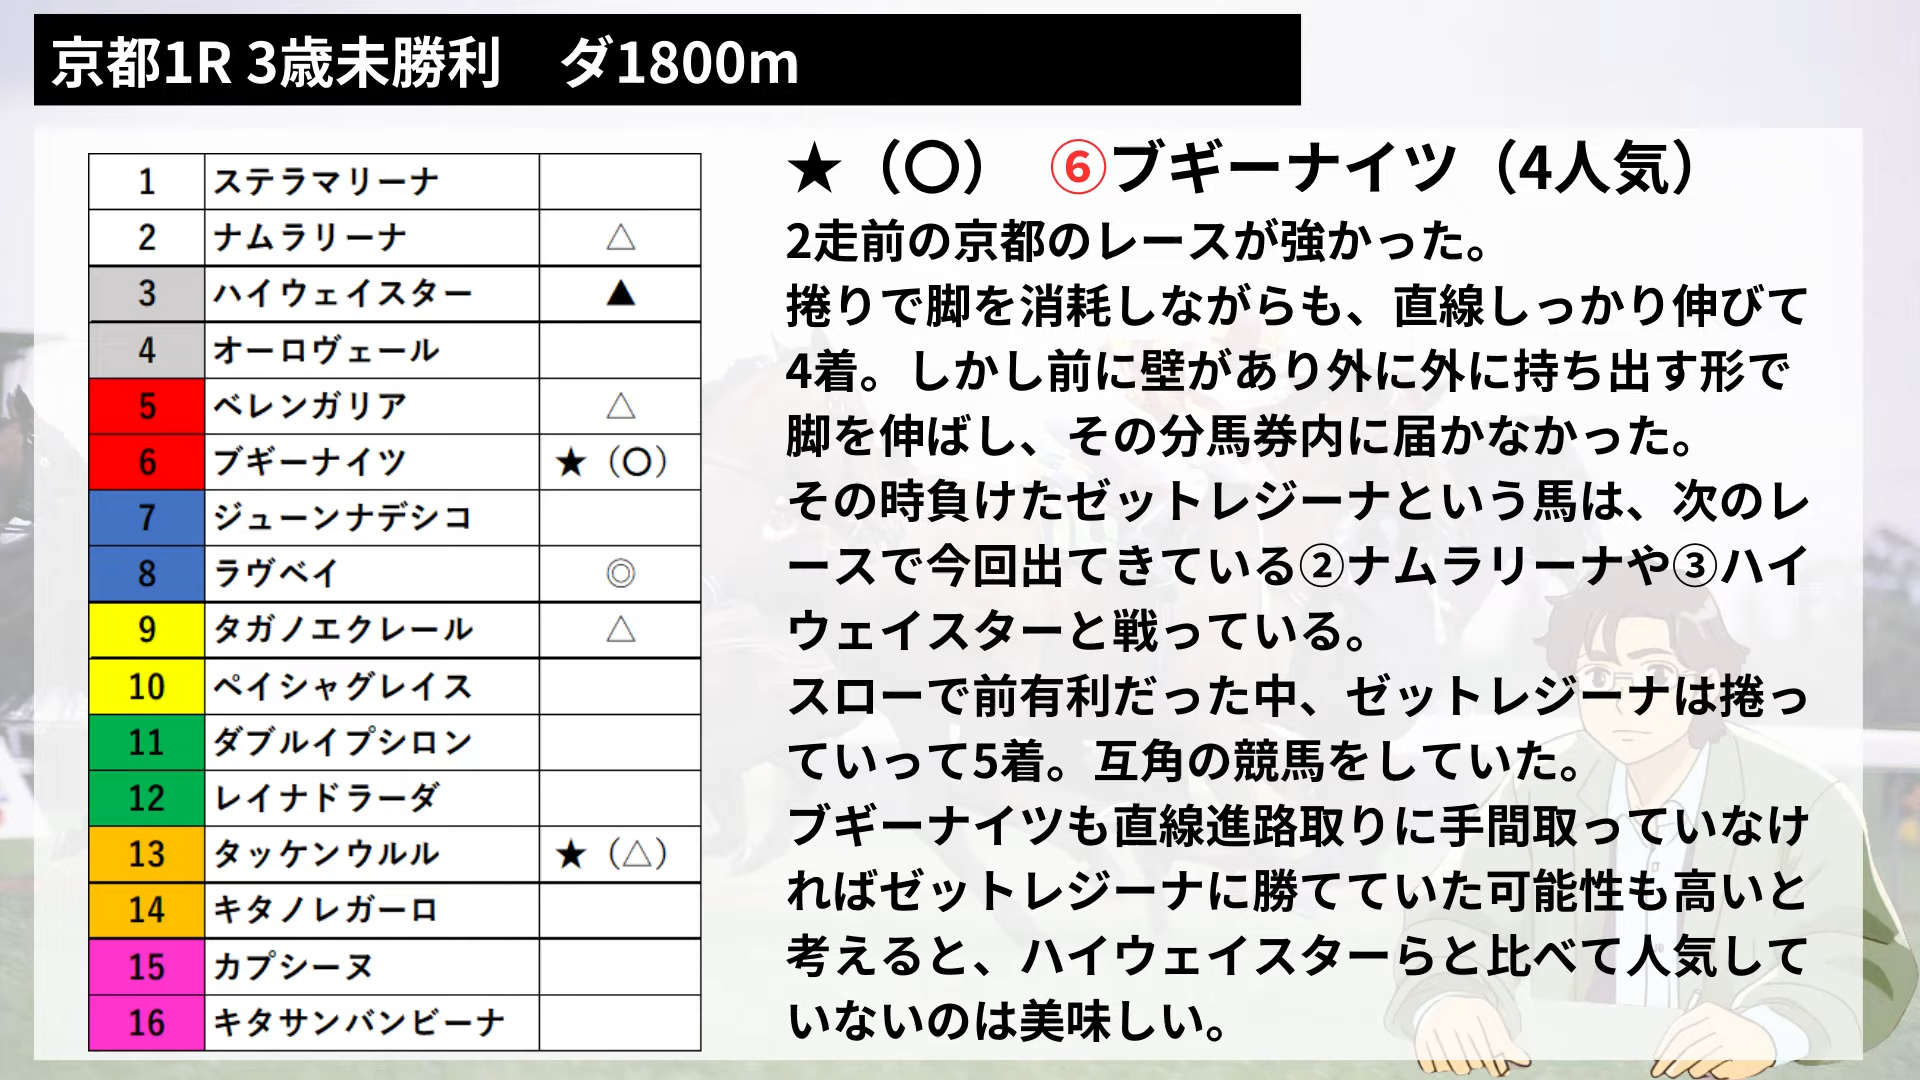 京都1R 3歳未勝利　ダ1800m
1 ステラマリーナ
2 ナムラリーナ △
3 ハイウェイスター ▲
4 オーロヴェール
5 ベレンガリア △
6 ブギーナイツ ★（〇）
7 ジューンナデシコ
8 ラヴベイ ◎
9 タガノエクレール △
10 ペイシャグレイス
11 ダブルイプシロン
12 レイナドラーダ
13 タッケンウルル ★（△）
14 キタノレガーロ
15 カプシーヌ
16 キタサンバンビーナ
★（〇）　⑥ブギーナイツ（4人気）
2走前の京都のレースが強かった。
捲りで脚を消耗しながらも、直線しっかり伸びて
4着。しかし前に壁があり外に外に持ち出す形で
脚を伸ばし、その分馬券内に届かなかった。
その時負けたゼットレジーナという馬は、次のレ
ースで今回出てきている②ナムラリーナや③ハイ
ウェイスターと戦っている。
スローで前有利だった中、ゼットレジーナは捲っ
ていって5着。互角の競馬をしていた。
ブギーナイツも直線進路取りに手間取っていなけ
ればゼットレジーナに勝てていた可能性も高いと
考えると、ハイウェイスターらと比べて人気して
いないのは美味しい。